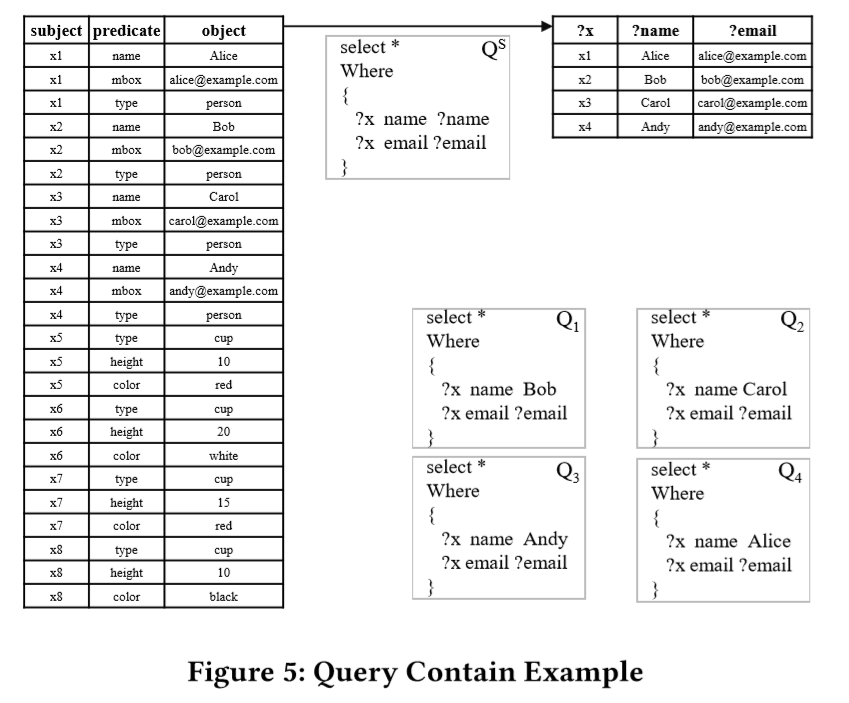 subject predicate object
x1 name Alice
x1 mbox alice@example.com
x1 type person
x2 name Bob
x2 mbox bob@example.com
x2 type person
x3 name Carol
x3 mbox carol@example.com
x3 type person
x4 name Andy
x4 mbox andy@example.com
x4 type person
x5 type cup
x5 height 10
x5 color red
x6 type cup
x6 height 20
x6 color white
x7 type cup
x7 height 15
x7 color red
x8 type cup
x8 height 10
x8 color black
select * Qˢ
Where
{
?x name ?name
?x email ?email
}
?x ?name ?email
x1 Alice alice@example.com
x2 Bob bob@example.com
x3 Carol carol@example.com
x4 Andy andy@example.com
select * Q₁
Where
{
?x name Bob
?x email ?email
}
select * Q₂
Where
{
?x name Carol
?x email ?email
}
select * Q₃
Where
{
?x name Andy
?x email ?email
}
select * Q₄
Where
{
?x name Alice
?x email ?email
}
Figure 5: Query Contain Example